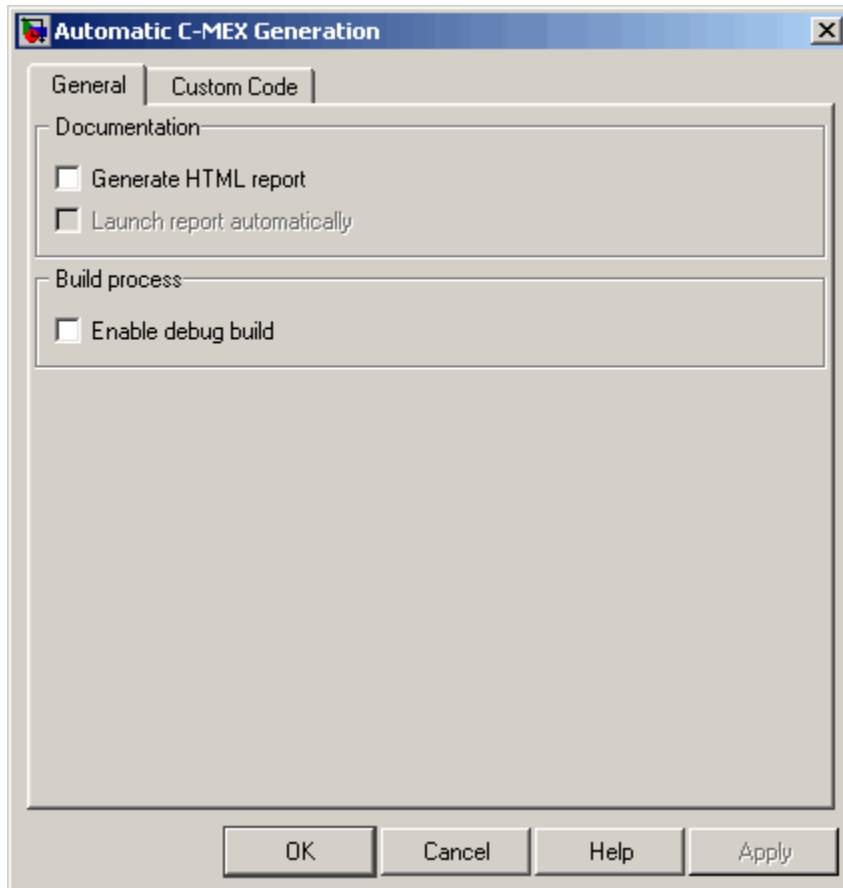 Automatic C-MEX Generation
General
Custom Code
Documentation
Generate HTML report
Launch report automatically
Build process
Enable debug build
OK
Cancel
Help
Apply